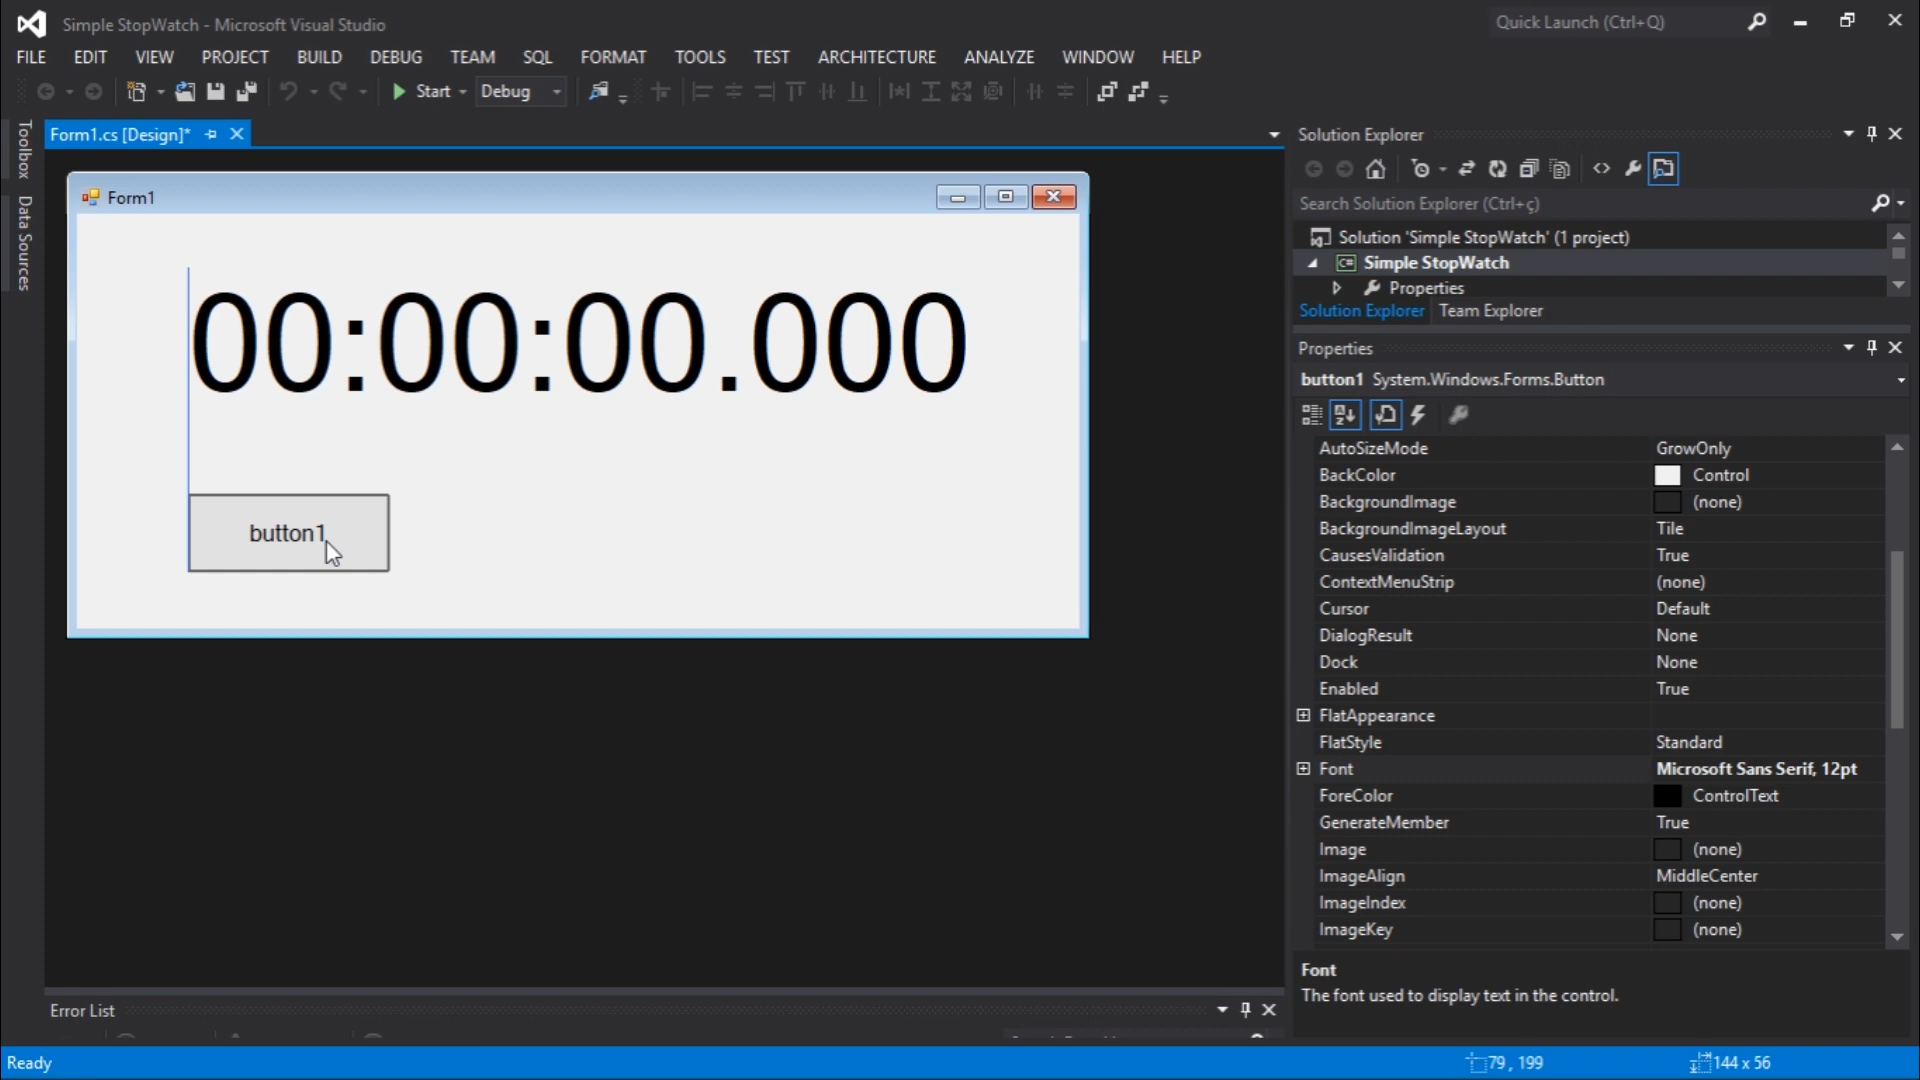 Simple StopWatch - Microsoft Visual Studio
Quick Launch (Ctrl+Q)
FILE EDIT VIEW PROJECT BUILD DEBUG TEAM SQL FORMAT TOOLS TEST ARCHITECTURE ANALYZE WINDOW HELP
Start Debug
Toolbox
Data Sources
Form1.cs [Design]*
Form1
00:00:00.000
button1
Solution Explorer
Search Solution Explorer (Ctrl+ç)
Solution 'Simple StopWatch' (1 project)
C# Simple StopWatch
Properties
Solution Explorer Team Explorer
Properties
button1 System.Windows.Forms.Button
AutoSizeMode GrowOnly
BackColor Control
BackgroundImage (none)
BackgroundImageLayout Tile
CausesValidation True
ContextMenuStrip (none)
Cursor Default
DialogResult None
Dock None
Enabled True
FlatAppearance
FlatStyle Standard
Font Microsoft Sans Serif, 12pt
ForeColor ControlText
GenerateMember True
Image (none)
ImageAlign MiddleCenter
ImageIndex (none)
ImageKey (none)
Font
The font used to display text in the control.
Error List
Ready
79 , 199
144 x 56